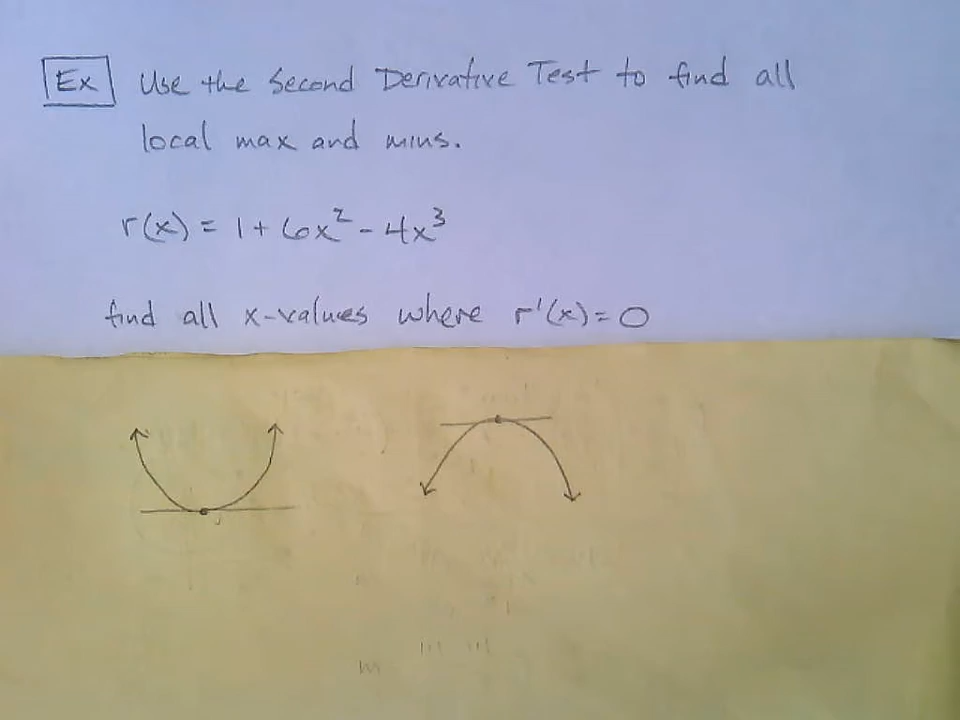 Ex Use the Second Derivative Test to find all
local max and mins.
r(x) = 1 + 6x² - 4x³
find all x-values where r'(x) = 0